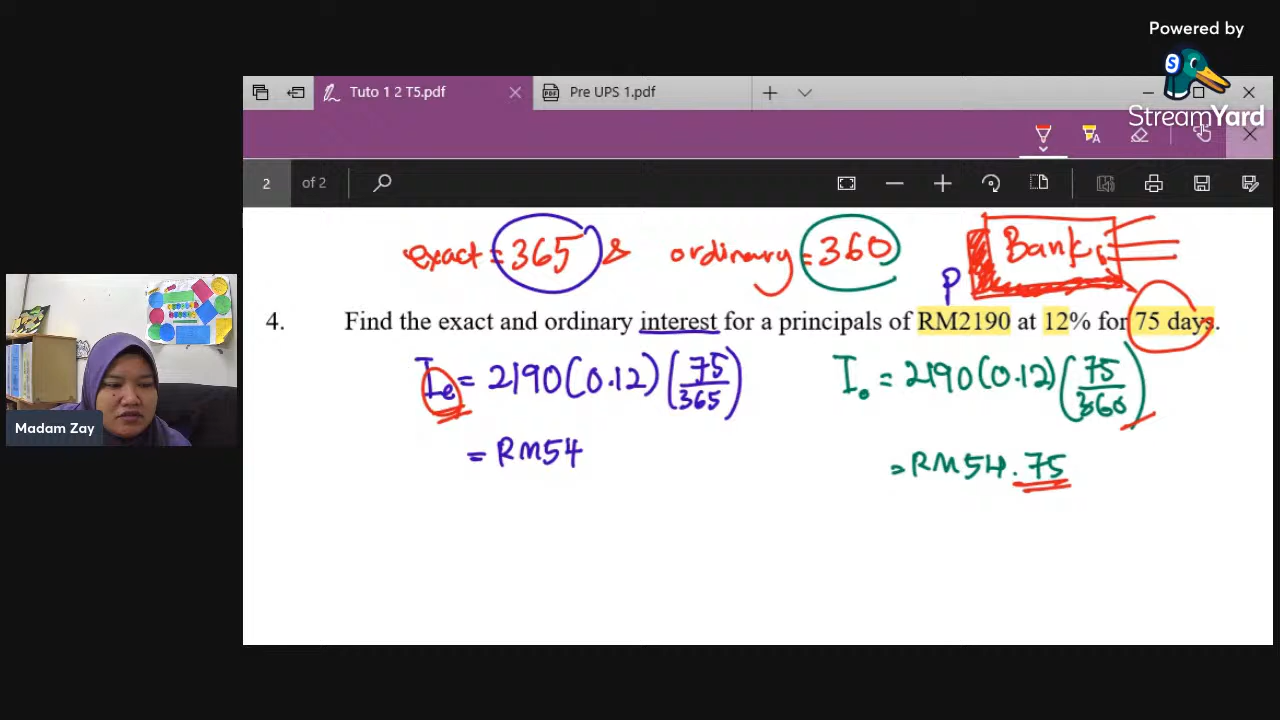 Powered by
StreamYard
Tuto 1 2 T5.pdf
Pre UPS 1.pdf
2 of 2
exact = 365 & ordinary = 360
Bank
P
4. Find the exact and ordinary interest for a principals of RM2190 at 12% for 75 days.
Ie = 2190(0.12)(75/365)
= RM54
Io = 2190(0.12)(75/360)
= RM54.75
Madam Zay